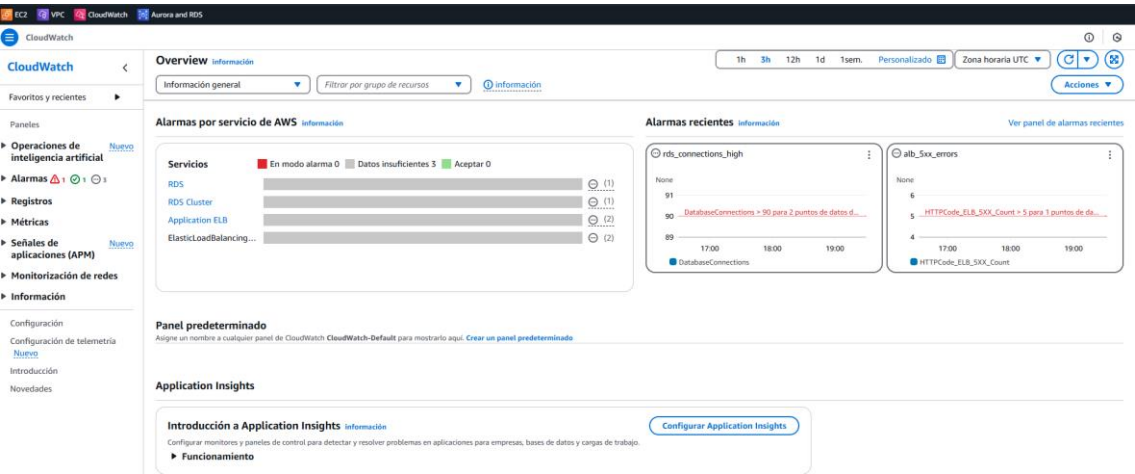 EC2 VPC CloudWatch Aurora and RDS
CloudWatch
CloudWatch
Favoritos y recientes
Paneles
Operaciones de inteligencia artificial Nuevo
Alarmas 1 1 3
Registros
Métricas
Señales de aplicaciones (APM) Nuevo
Monitorización de redes
Información
Configuración
Configuración de telemetría
Nuevo
Introducción
Novedades
Overview información
1h 3h 12h 1d 1sem. Personalizado Zona horaria UTC
Información general Filtrar por grupo de recursos información
Acciones
Alarmas por servicio de AWS información
Servicios En modo alarma 0 Datos insuficientes 3 Aceptar 0
RDS (1)
RDS Cluster (1)
Application ELB (2)
ElasticLoadBalancing... (2)
Alarmas recientes información Ver panel de alarmas recientes
rds_connections_high
None
91
90 DatabaseConnections > 90 para 2 puntos de datos d...
89
17:00 18:00 19:00
DatabaseConnections
alb_5xx_errors
None
6
5 HTTPCode_ELB_5XX_Count > 5 para 1 puntos de da...
4
17:00 18:00 19:00
HTTPCode_ELB_5XX_Count
Panel predeterminado
Asigne un nombre a cualquier panel de CloudWatch CloudWatch-Default para mostrarlo aquí. Crear un panel predeterminado
Application Insights
Introducción a Application Insights información
Configurar Application Insights
Configurar monitores y paneles de control para detectar y resolver problemas en aplicaciones para empresas, bases de datos y cargas de trabajo.
Funcionamiento